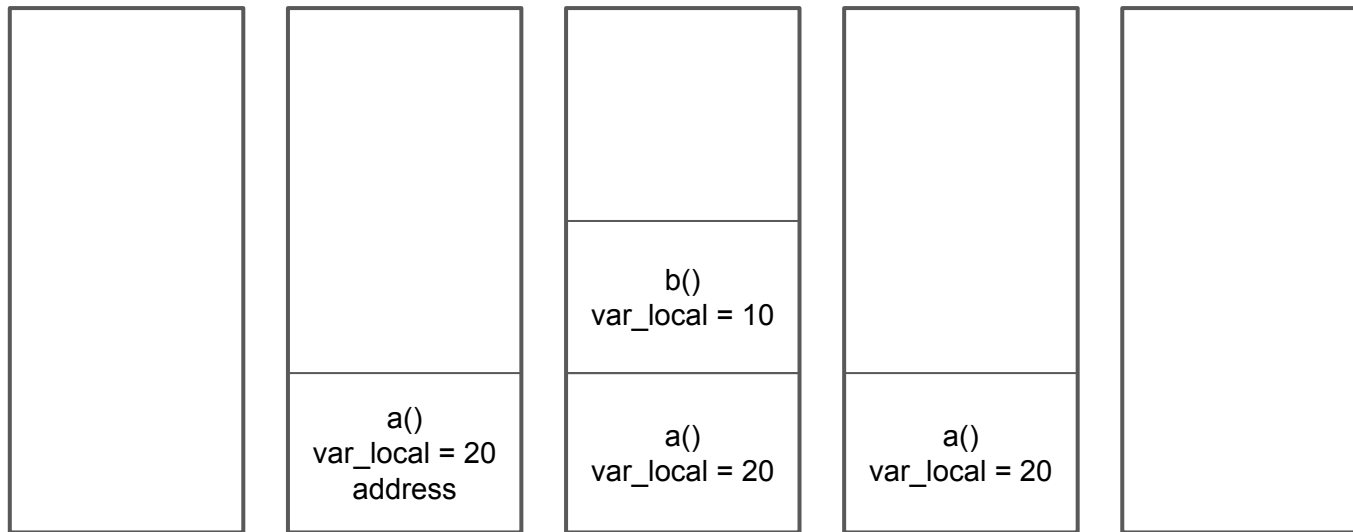 a()
var_local = 20
address
b()
var_local = 10
a()
var_local = 20
a()
var_local = 20